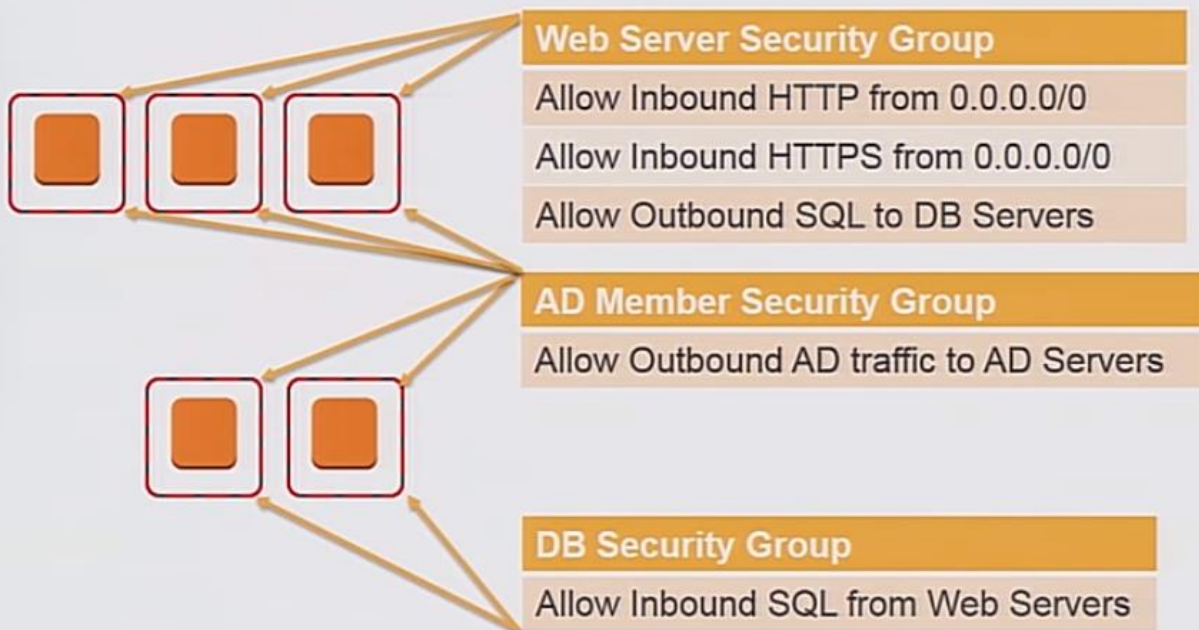 Web Server Security Group
Allow Inbound HTTP from 0.0.0.0/0
Allow Inbound HTTPS from 0.0.0.0/0
Allow Outbound SQL to DB Servers
AD Member Security Group
Allow Outbound AD traffic to AD Servers
DB Security Group
Allow Inbound SQL from Web Servers